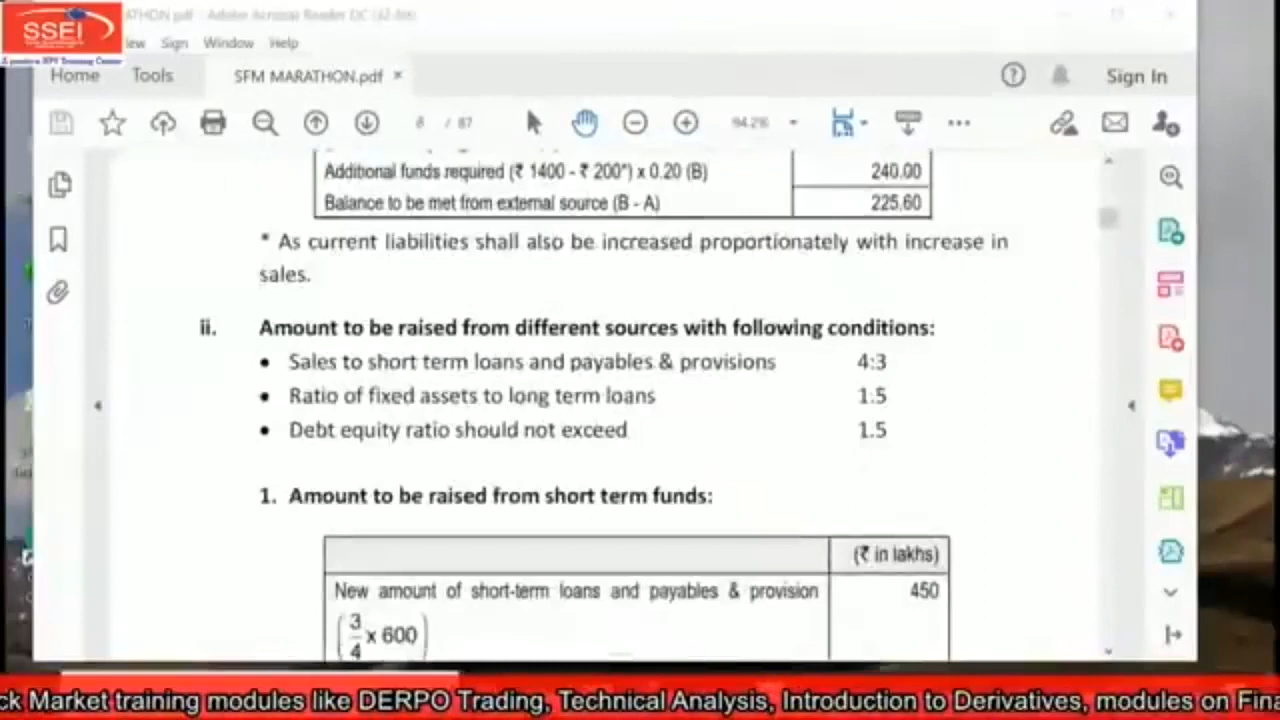 SSEI
ATHON.pdf - Adobe Acrobat Reader DC (32-bit)
ew Sign Window Help
Home Tools SFM MARATHON.pdf × Sign In
8 / 87 94.2%
Additional funds required (₹ 1400 - ₹ 200*) x 0.20 (B) 240.00
Balance to be met from external source (B - A) 225.60
* As current liabilities shall also be increased proportionately with increase in
sales.
ii. Amount to be raised from different sources with following conditions:
• Sales to short term loans and payables & provisions 4:3
• Ratio of fixed assets to long term loans 1:5
• Debt equity ratio should not exceed 1.5
1. Amount to be raised from short term funds:
(₹ in lakhs)
New amount of short-term loans and payables & provision 450
(3/4 x 600)
ck Market training modules like DERPO Trading, Technical Analysis, Introduction to Derivatives, modules on Fina